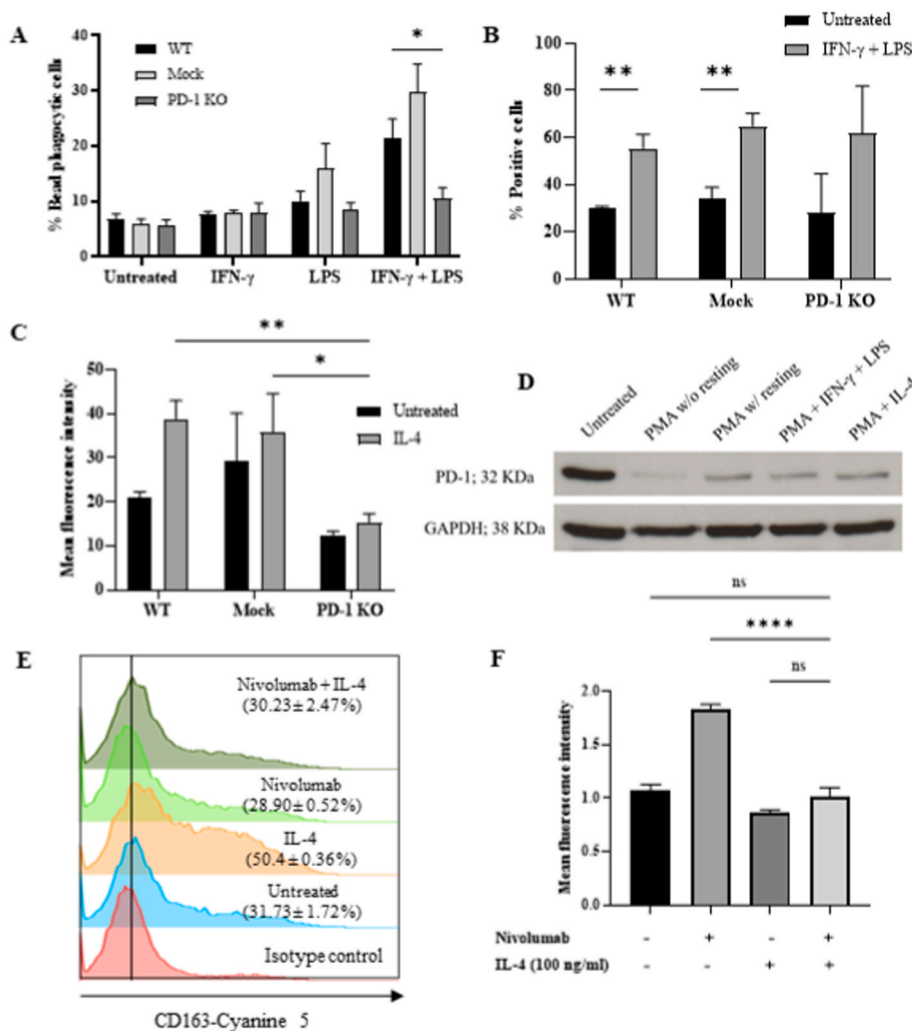 A
% Bead phagocytic cells
40
30
20
10
0
WT
Mock
PD-1 KO
*
Untreated
IFN-γ
LPS
IFN-γ + LPS
B
Untreated
IFN-γ + LPS
% Positive cells
100
80
60
40
20
0
**
**
WT
Mock
PD-1 KO
C
Mean fluorescence intensity
50
40
30
20
10
0
**
*
Untreated
IL-4
WT
Mock
PD-1 KO
D
Untreated
PMA w/o resting
PMA w/ resting
PMA + IFN-γ + LPS
PMA + IL-4
PD-1; 32 KDa
GAPDH; 38 KDa
E
Nivolumab + IL-4
(30.23± 2.47%)
Nivolumab
(28.90± 0.52%)
IL-4
(50.4± 0.36%)
Untreated
(31.73± 1.72%)
Isotype control
CD163-Cyanine 5
F
ns
****
ns
Mean fluorescence intensity
2.0
1.5
1.0
0.5
0.0
Nivolumab - + - +
IL-4 (100 ng/ml) - - + +